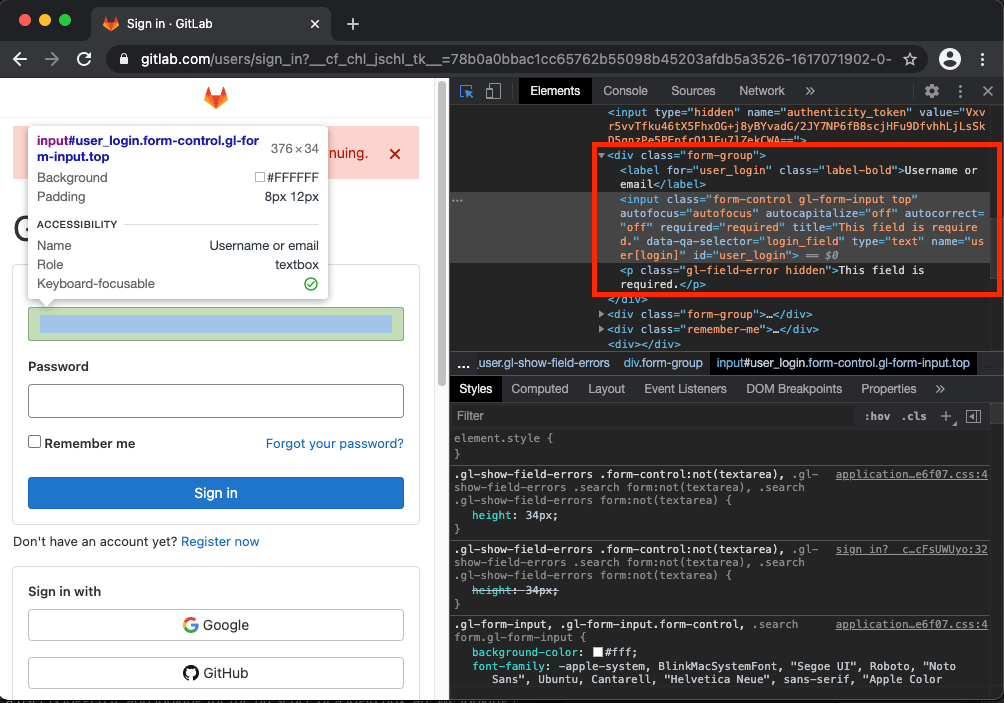 Sign in · GitLab
gitlab.com/users/sign_in?__cf_chl_jschl_tk__=78b0a0bbac1cc65762b55098b45203afdb5a3526-1617071902-0-
input#user_login.form-control.gl-for
m-input.top
376×34
Background
#FFFFFF
Padding
8px 12px
ACCESSIBILITY
Name
Username or email
Role
textbox
Keyboard-focusable
nuing.
G
Password
Remember me
Forgot your password?
Sign in
Don't have an account yet? Register now
Sign in with
Google
GitHub
Elements
Console
Sources
Network
<input type="hidden" name="authenticity_token" value="Vxv
r5vvTfku46tX5FhxOG+j8yBYvadG/2JY7NP6fB8scjHFu9DfvhhLjLsSk
<div class="form-group">
<label for="user_login" class="label-bold">Username or
email</label>
<input class="form-control gl-form-input top"
autofocus="autofocus" autocapitalize="off" autocorrect=
"off" required="required" title="This field is require
d." data-qa-selector="login_field" type="text" name="us
er[login]" id="user_login"> == $0
<p class="gl-field-error hidden">This field is
required.</p>
</div>
<div class="form-group">…</div>
<div class="remember-me">…</div>
<div></div>
... _user.gl-show-field-errors div.form-group input#user_login.form-control.gl-form-input.top
Styles
Computed
Layout
Event Listeners
DOM Breakpoints
Properties
Filter
:hov .cls
element.style {
}
.gl-show-field-errors .form-control:not(textarea), .gl-
application…e6f07.css:4
show-field-errors .search form:not(textarea), .search
.gl-show-field-errors form:not(textarea) {
height: 34px;
}
.gl-show-field-errors .form-control:not(textarea), .gl-
sign_in?__c…cFsUWUyo:32
show-field-errors .search form:not(textarea), .search
.gl-show-field-errors form:not(textarea) {
height: 34px;
}
.gl-form-input, .gl-form-input.form-control, .search
application…e6f07.css:4
form.gl-form-input {
background-color: #fff;
font-family: -apple-system, BlinkMacSystemFont, "Segoe UI", Roboto, "Noto
Sans", Ubuntu, Cantarell, "Helvetica Neue", sans-serif, "Apple Color